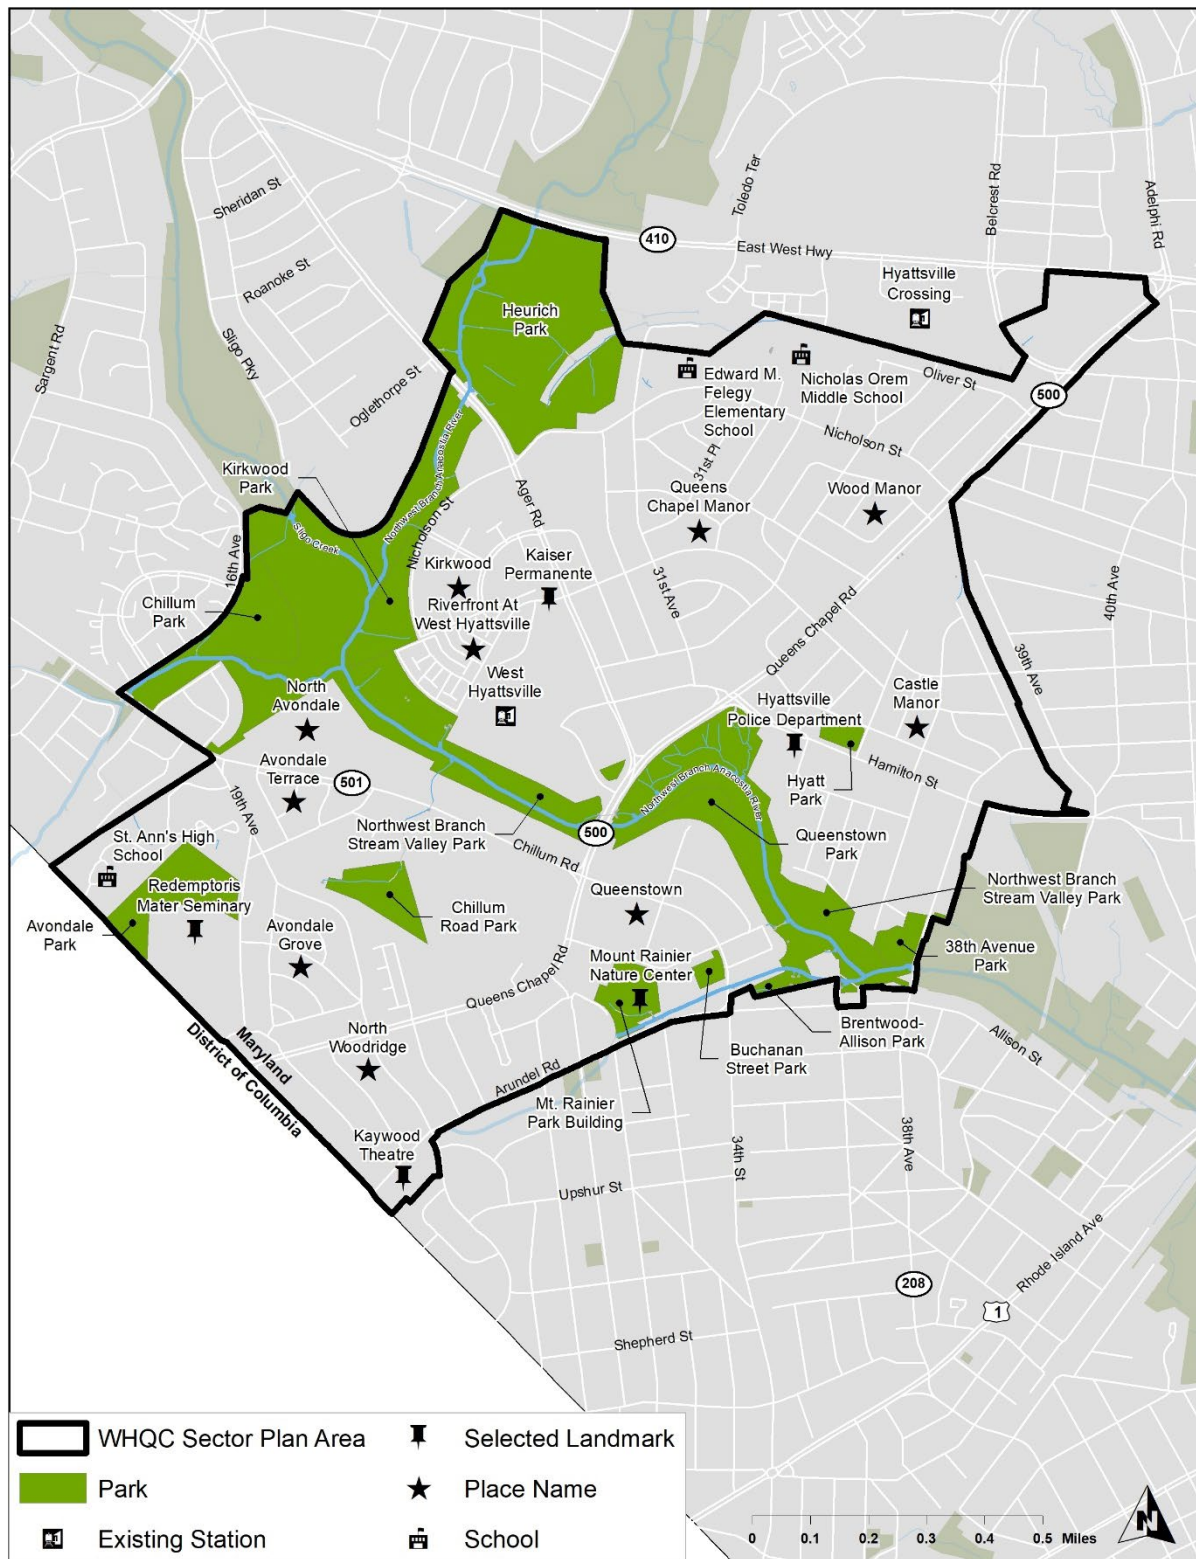 Toledo Ter
Belcrest Rd
Adelphi Rd
Sheridan St
410
East West Hwy
Roanoke St
Hyattsville
Crossing
Heurich
Park
Sargent Rd
Sligo Pky
Oglethorpe St
Edward M.
Felegy
Elementary
School
Nicholas Orem
Middle School
Oliver St
500
Nicholson St
31st Pl
Northwest Branch Anacostia River
Kirkwood
Park
Ager Rd
Queens
Chapel Manor
Wood Manor
Sligo Creek
Nicholson St
16th Ave
Kirkwood
Kaiser
Permanente
31st Ave
40th Ave
Chillum
Park
Riverfront At
West Hyattsville
Queens Chapel Rd
39th Ave
West
Hyattsville
North
Avondale
Hyattsville
Police Department
Castle
Manor
Avondale
Terrace
501
Northwest Branch Anacostia River
Hyatt
Park
Hamilton St
19th Ave
Northwest Branch
Stream Valley Park
500
Chillum Rd
Queenstown
Park
St. Ann's High
School
Redemptoris
Mater Seminary
Queenstown
Northwest Branch
Stream Valley Park
Avondale
Park
Chillum
Road Park
Avondale
Grove
Queens Chapel Rd
Mount Rainier
Nature Center
38th Avenue
Park
Brentwood-
Allison Park
Allison St
Maryland
District of Columbia
North
Woodridge
Arundel Rd
Buchanan
Street Park
Mt. Rainier
Park Building
Kaywood
Theatre
34th St
38th Ave
Upshur St
208
Rhode Island Ave
1
Shepherd St
WHQC Sector Plan Area
Selected Landmark
Park
Place Name
Existing Station
School
0 0.1 0.2 0.3 0.4 0.5 Miles
N